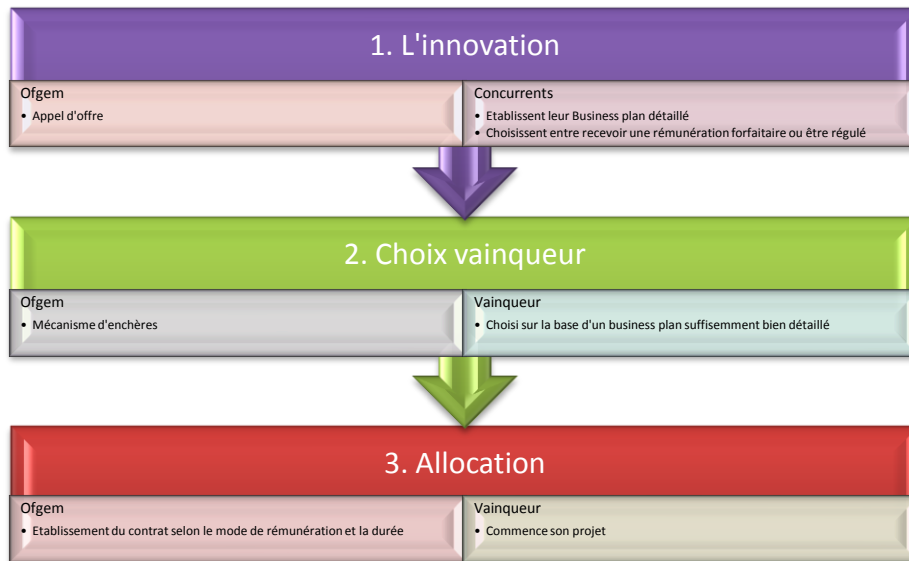 1. L'innovation
Ofgem
• Appel d'offre
Concurrents
• Etablissent leur Business plan détaillé
• Choisissent entre recevoir une rémunération forfaitaire ou être régulé
2. Choix vainqueur
Ofgem
• Mécanisme d'enchères
Vainqueur
• Choisi sur la base d'un business plan suffisemment bien détaillé
3. Allocation
Ofgem
• Etablissement du contrat selon le mode de rémunération et la durée
Vainqueur
• Commence son projet